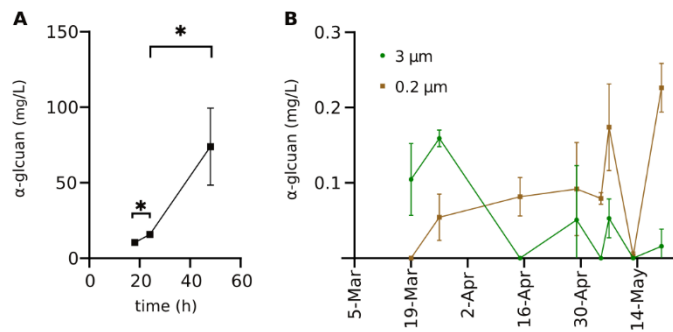 A
α-glcuan (mg/L)
150
100
50
0
0 20 40 60
time (h)
*
*
B
α-glcuan (mg/L)
0.3
0.2
0.1
3 μm
0.2 μm
5-Mar
19-Mar
2-Apr
16-Apr
30-Apr
14-May